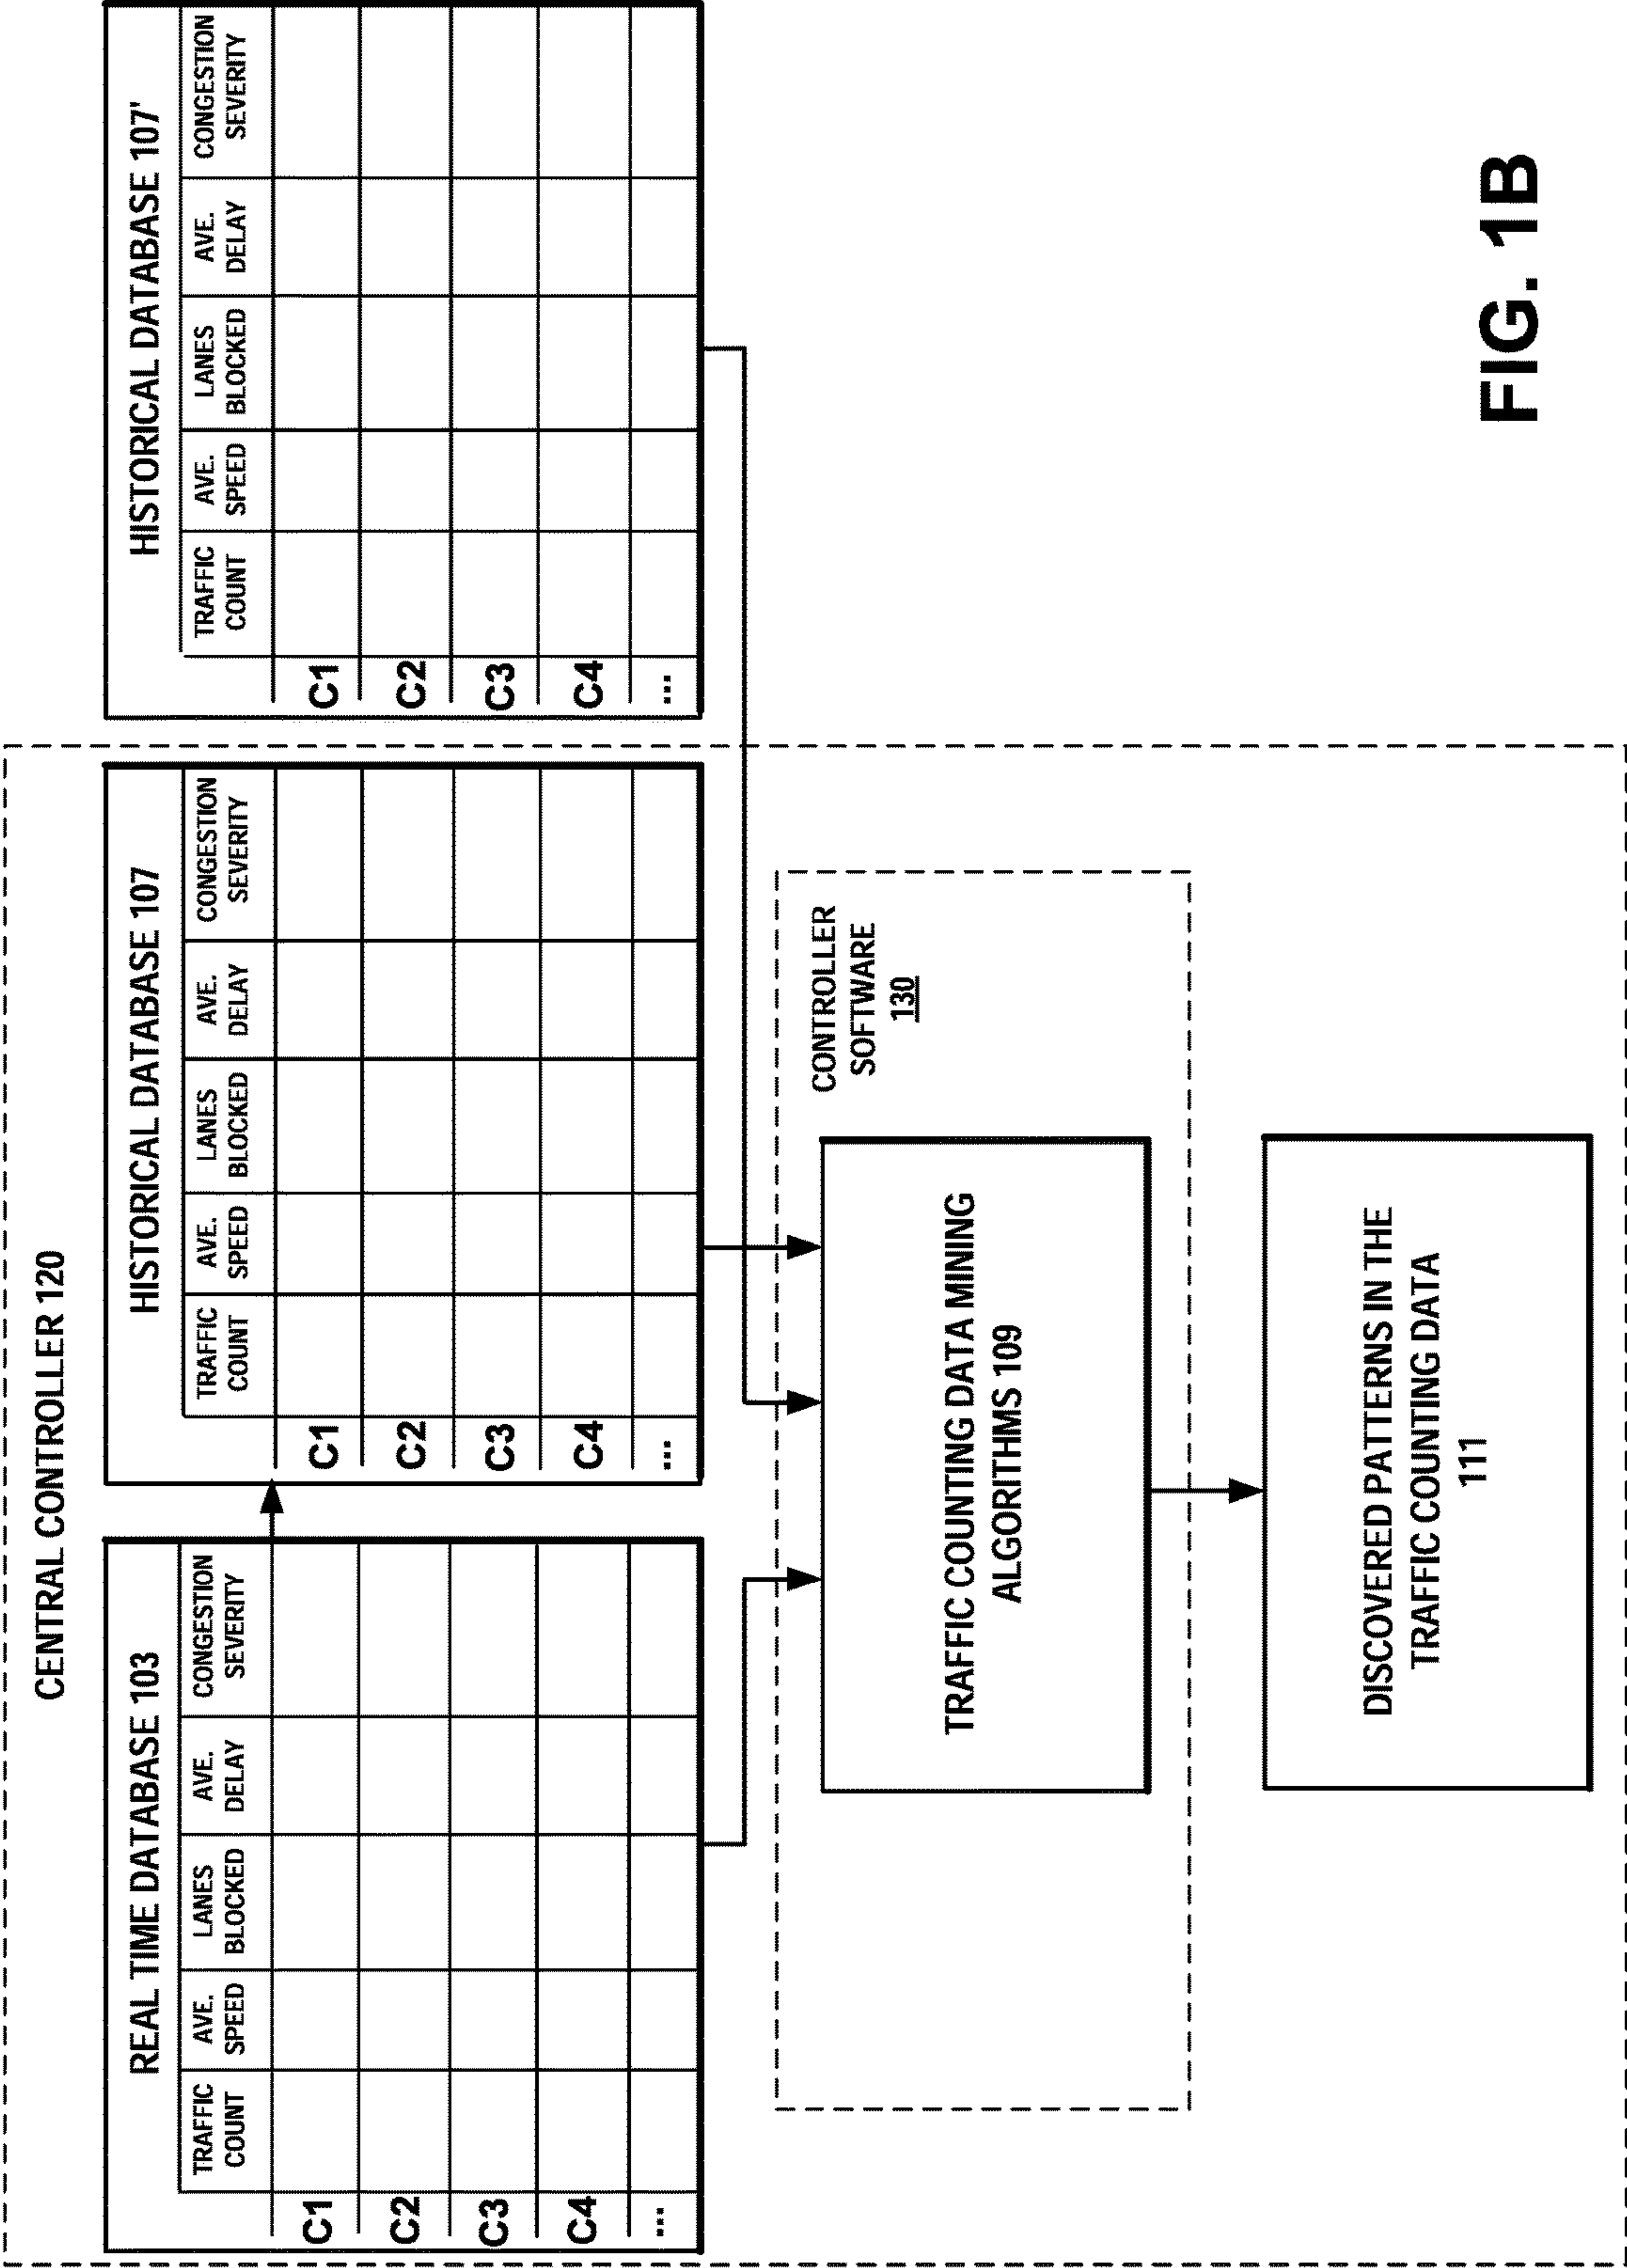 CENTRAL CONTROLLER 120
REAL TIME DATABASE 103
TRAFFIC
COUNT
AVE.
SPEED
LANES
BLOCKED
AVE.
DELAY
CONGESTION
SEVERITY
C1
C2
C3
C4
...
HISTORICAL DATABASE 107
TRAFFIC
COUNT
AVE.
SPEED
LANES
BLOCKED
AVE.
DELAY
CONGESTION
SEVERITY
C1
C2
C3
C4
...
HISTORICAL DATABASE 107'
TRAFFIC
COUNT
AVE.
SPEED
LANES
BLOCKED
AVE.
DELAY
CONGESTION
SEVERITY
C1
C2
C3
C4
...
CONTROLLER
SOFTWARE
130
TRAFFIC COUNTING DATA MINING
ALGORITHMS 109
DISCOVERED PATTERNS IN THE
TRAFFIC COUNTING DATA
111
FIG. 1B